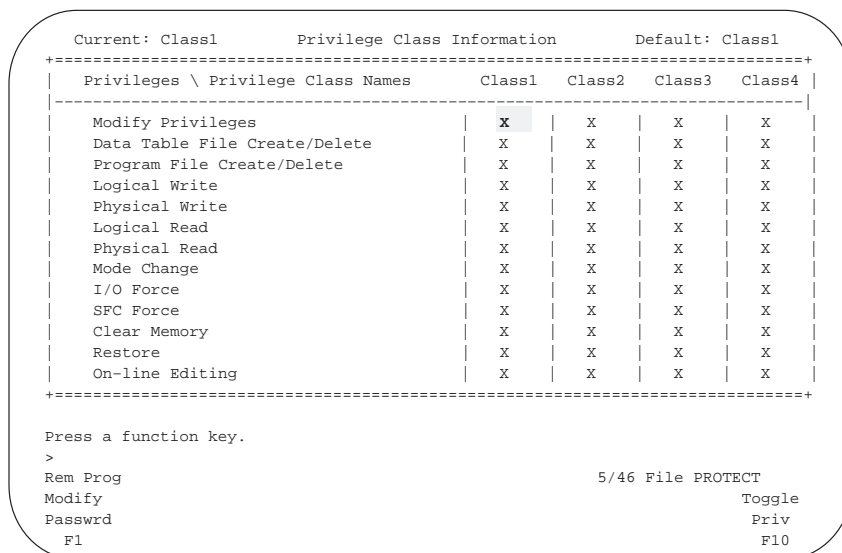 Current: Class1 Privilege Class Information Default: Class1
+==============================================================================+
| Privileges \ Privilege Class Names Class1 Class2 Class3 Class4 |
|------------------------------------------------------------------------------|
| Modify Privileges | X | X | X | X |
| Data Table File Create/Delete | X | X | X | X |
| Program File Create/Delete | X | X | X | X |
| Logical Write | X | X | X | X |
| Physical Write | X | X | X | X |
| Logical Read | X | X | X | X |
| Physical Read | X | X | X | X |
| Mode Change | X | X | X | X |
| I/O Force | X | X | X | X |
| SFC Force | X | X | X | X |
| Clear Memory | X | X | X | X |
| Restore | X | X | X | X |
| On-line Editing | X | X | X | X |
+==============================================================================+
Press a function key.
>
Rem Prog 5/46 File PROTECT
Modify Toggle
Passwrd Priv
F1 F10